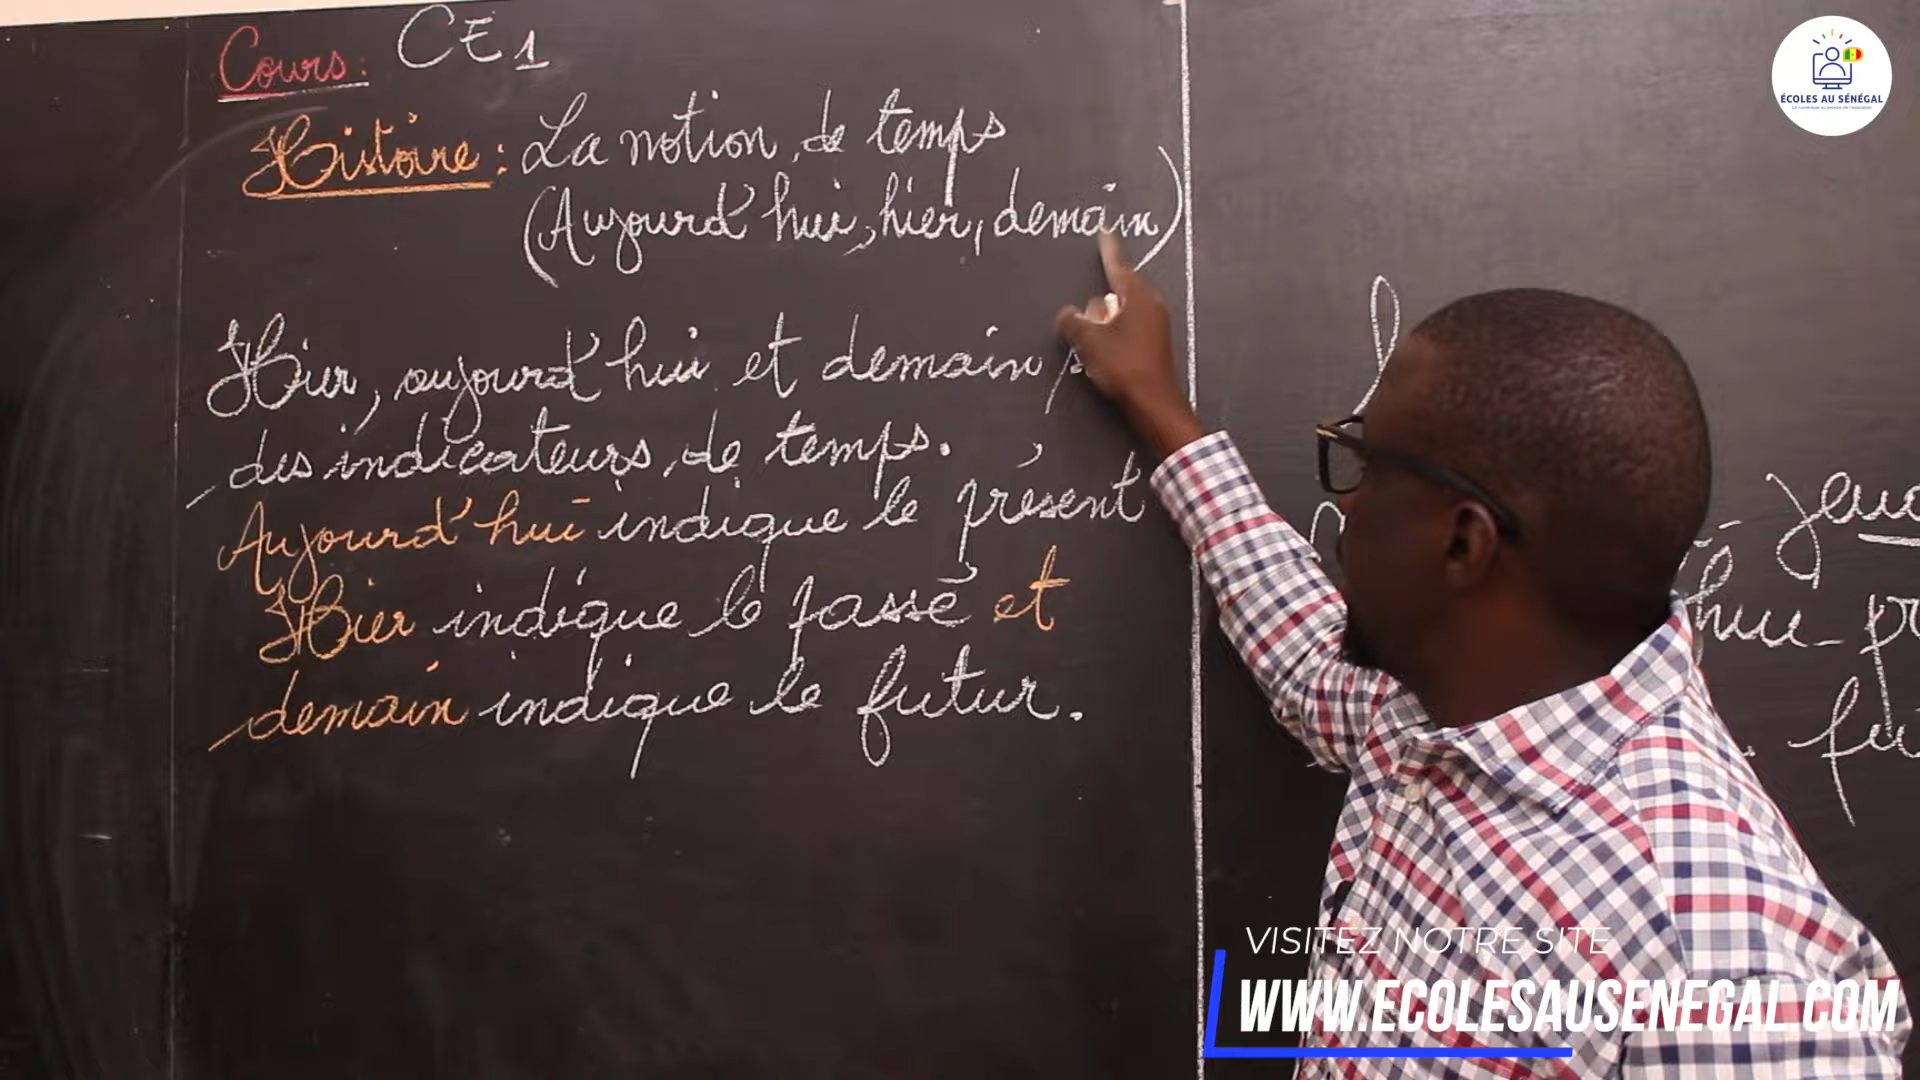 Cours: CE1
Histoire: La notion de temps
(Aujourd'hui, hier, demain)
Hier, aujourd'hui et demain
des indicateurs de temps.
Aujourd'hui indique le présent
Hier indique le passé et
demain indique le futur.
ÉCOLES AU SÉNÉGAL
VISITEZ NOTRE SITE
WWW.ECOLESAUSENEGAL.COM